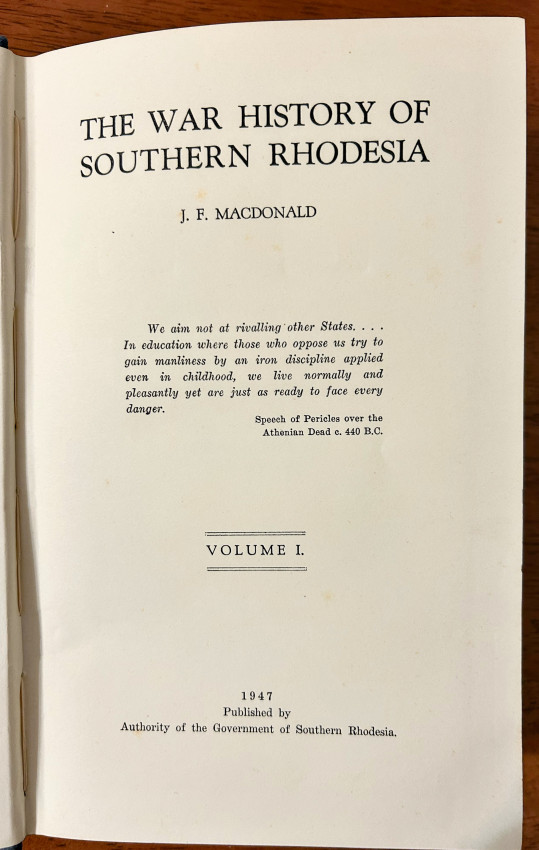 THE WAR HISTORY OF
SOUTHERN RHODESIA
J. F. MACDONALD
We aim not at rivalling other States. . . .
In education where those who oppose us try to
gain manliness by an iron discipline applied
even in childhood, we live normally and
pleasantly yet are just as ready to face every
danger.
Speech of Pericles over the
Athenian Dead c. 440 B.C.
VOLUME I.
1947
Published by
Authority of the Government of Southern Rhodesia.